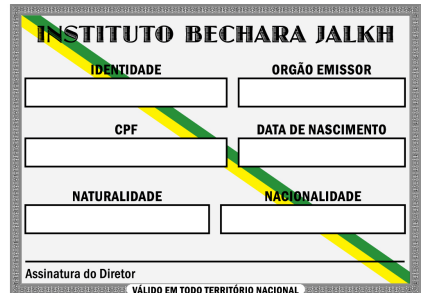 INSTITUTO BECHARA JALKH
IDENTIDADE ORGÃO EMISSOR
CPF DATA DE NASCIMENTO
NATURALIDADE NACIONALIDADE
Assinatura do Diretor
VÁLIDO EM TODO TERRITÓRIO NACIONAL